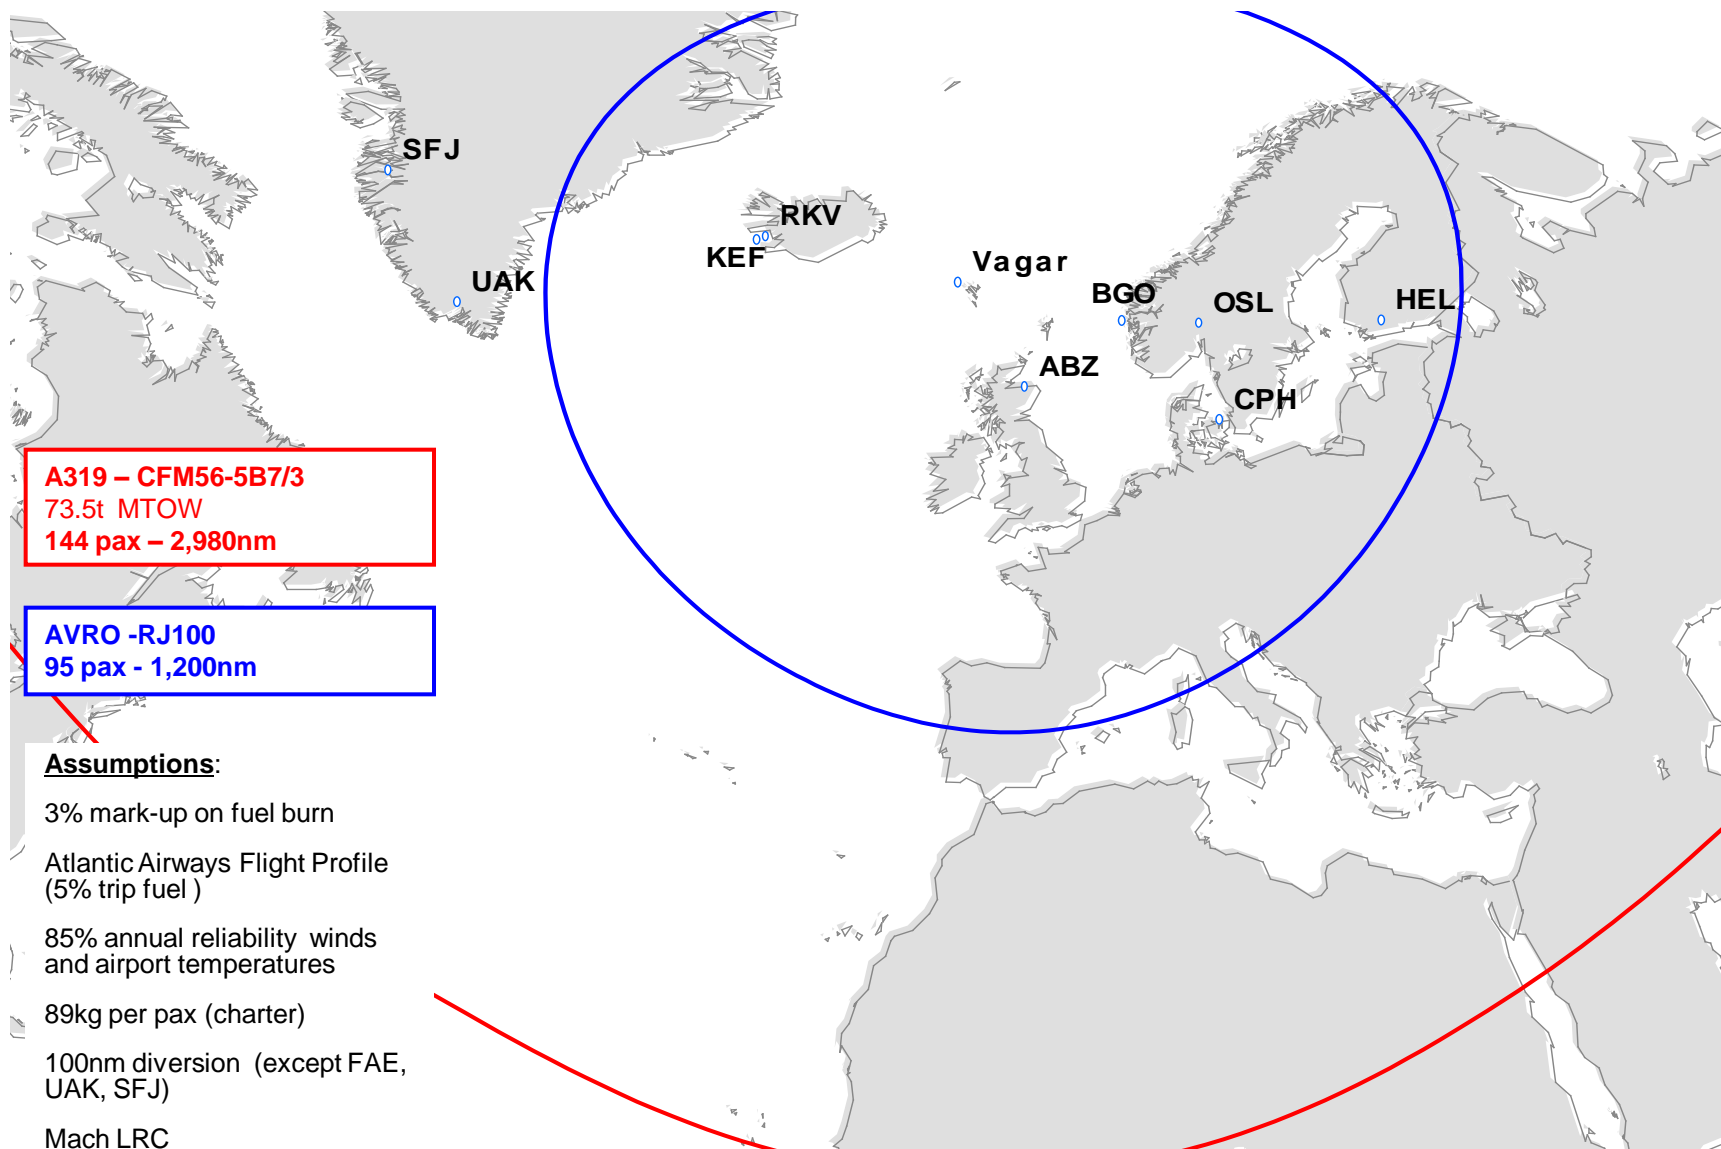 SFJ
RKV
KEF
UAK
Vagar
BGO
OSL
HEL
ABZ
CPH
A319 – CFM56-5B7/3
73.5t MTOW
144 pax – 2,980nm
AVRO -RJ100
95 pax - 1,200nm
Assumptions:
3% mark-up on fuel burn
Atlantic Airways Flight Profile
(5% trip fuel )
85% annual reliability winds
and airport temperatures
89kg per pax (charter)
100nm diversion (except FAE,
UAK, SFJ)
Mach LRC